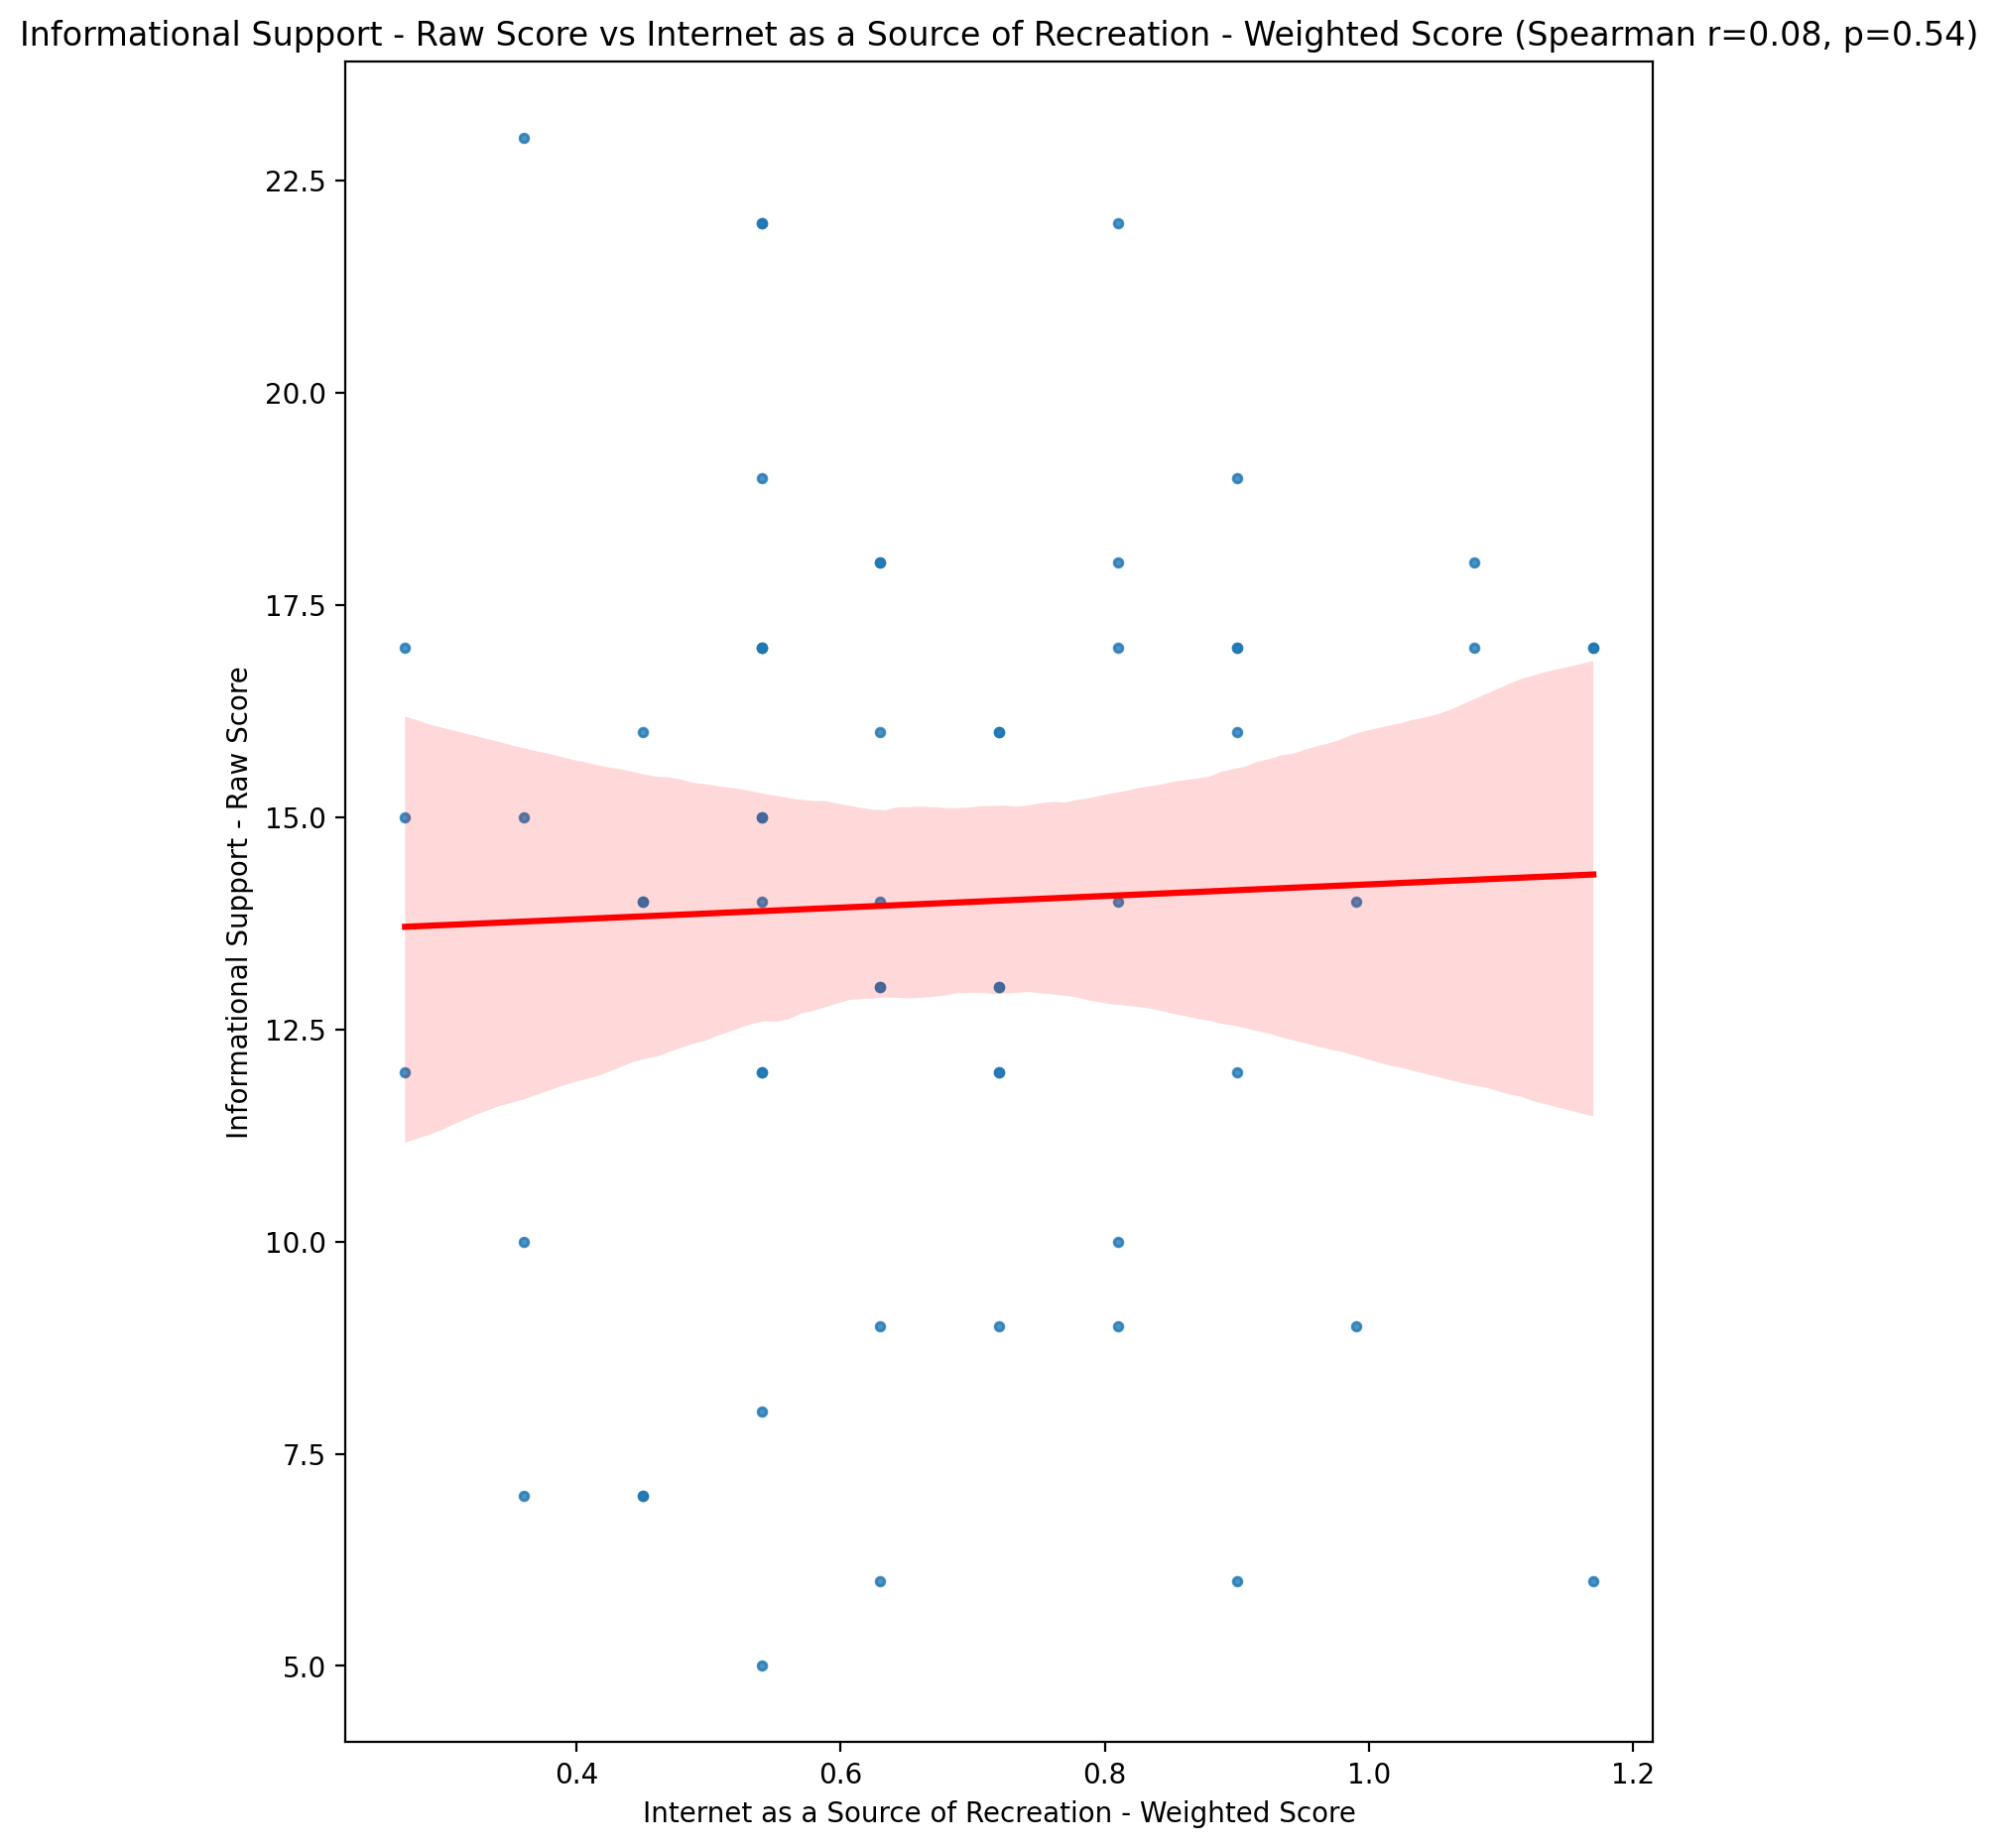 Informational Support - Raw Score vs Internet as a Source of Recreation - Weighted Score (Spearman r=0.08, p=0.54)
22.5
20.0
17.5
15.0
12.5
10.0
7.5
5.0
Informational Support - Raw Score
0.4 0.6 0.8 1.0 1.2
Internet as a Source of Recreation - Weighted Score